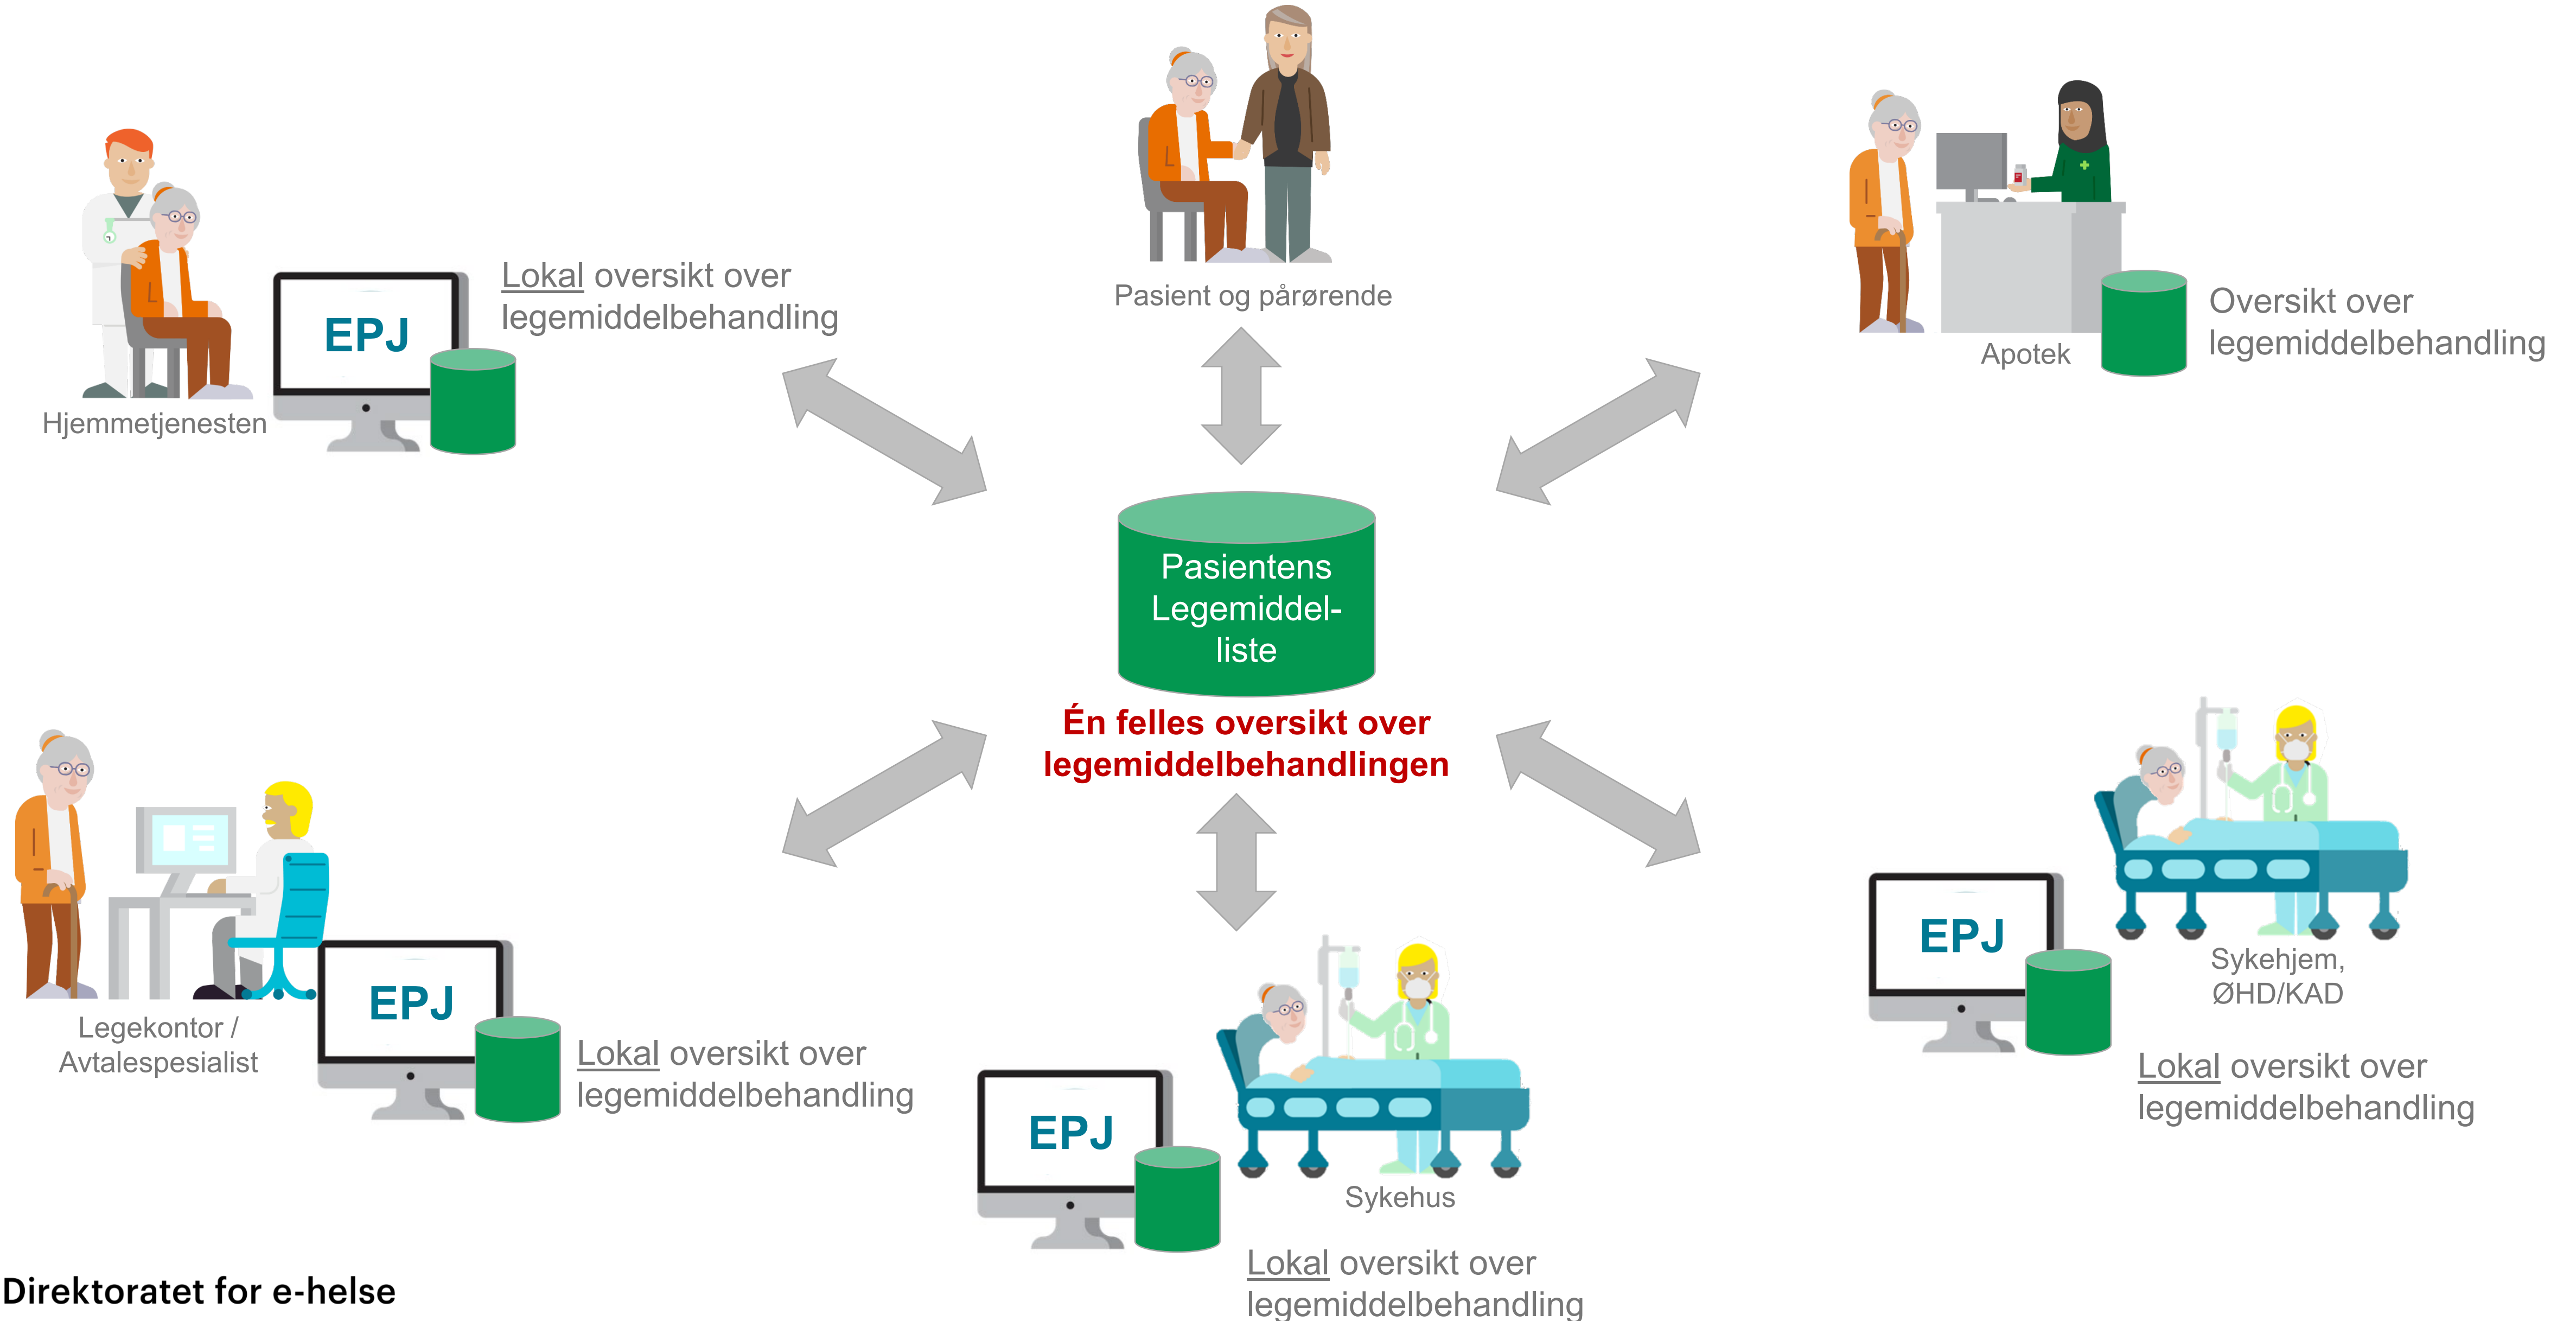 Pasient og pårørende
Lokal oversikt over
legemiddelbehandling
EPJ
Hjemmetjenesten
Apotek
Oversikt over
legemiddelbehandling
Pasientens
Legemiddel-
liste
Én felles oversikt over
legemiddelbehandlingen
EPJ
Legekontor /
Avtalespesialist
Lokal oversikt over
legemiddelbehandling
EPJ
Sykehus
Lokal oversikt over
legemiddelbehandling
EPJ
Sykehjem,
ØHD/KAD
Lokal oversikt over
legemiddelbehandling
Direktoratet for e-helse